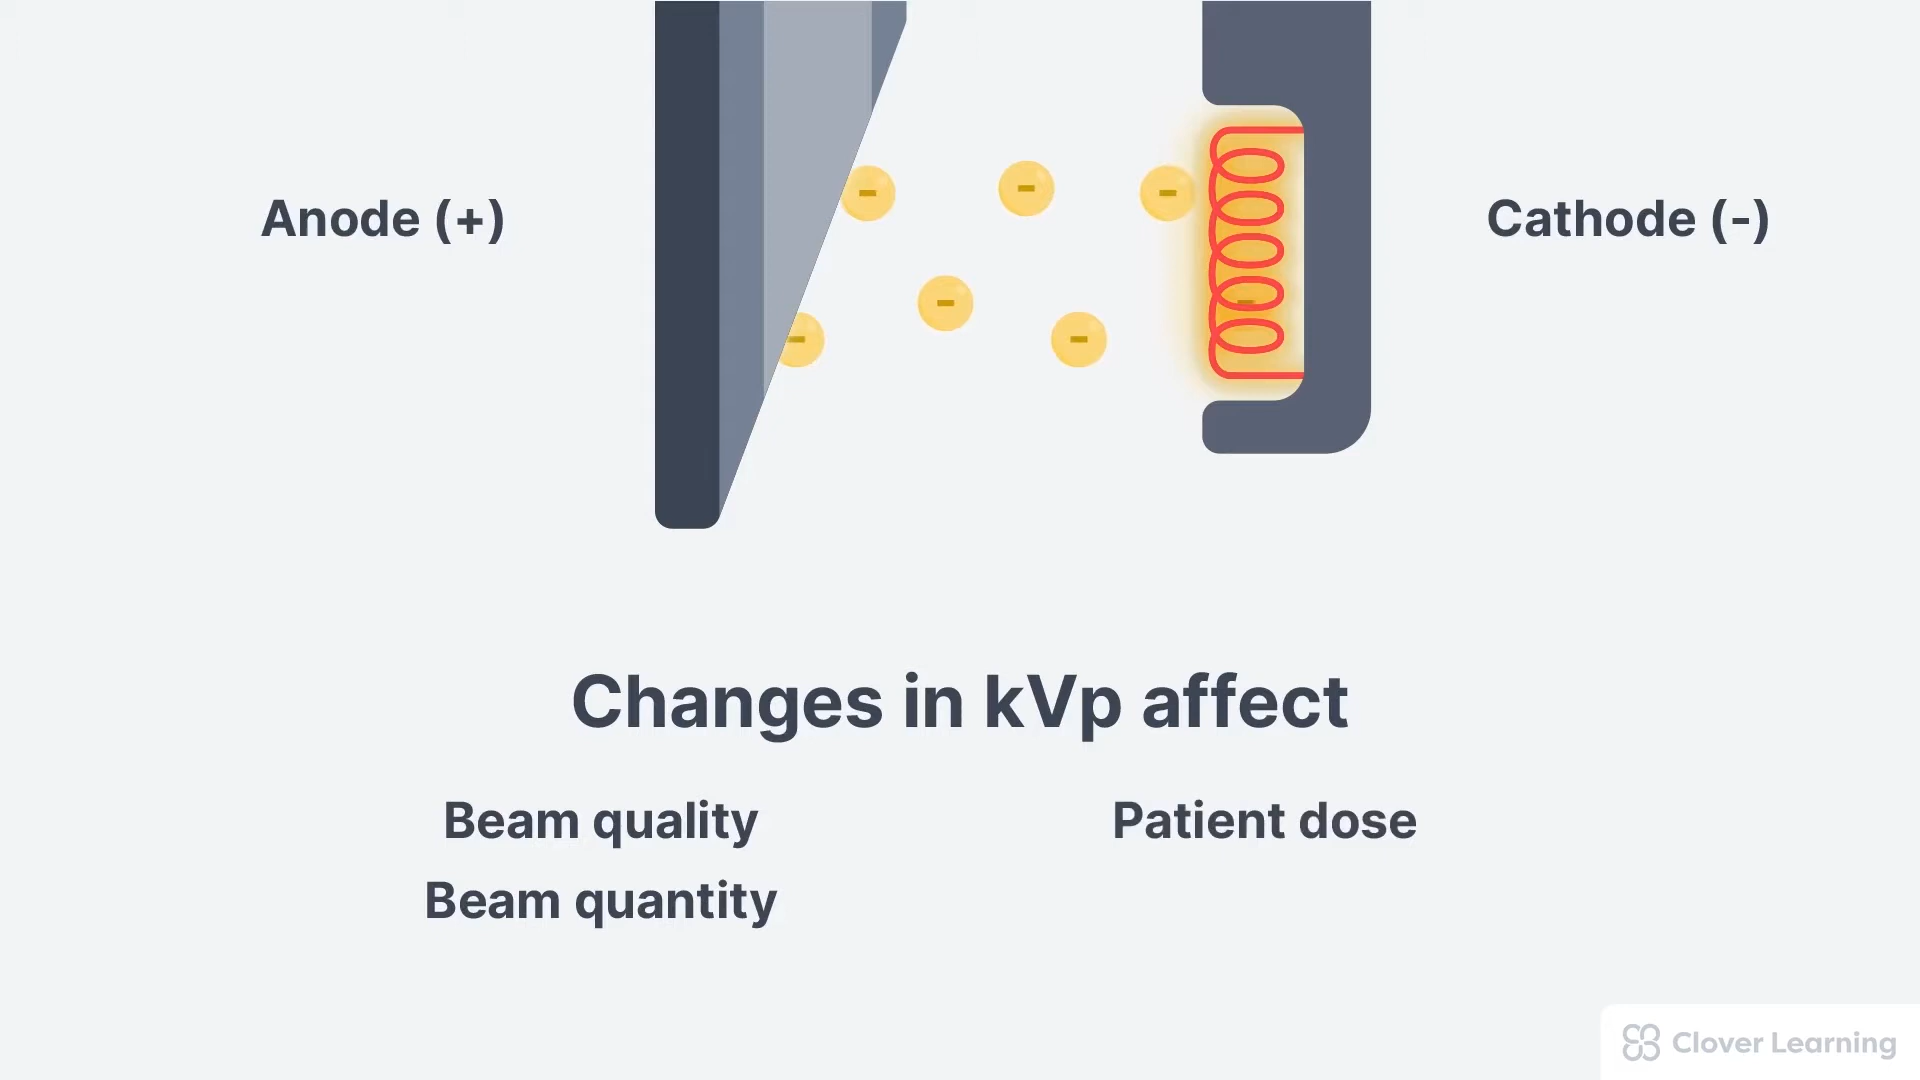 Anode (+)
Cathode (-)
Changes in kVp affect
Beam quality
Patient dose
Beam quantity
Clover Learning